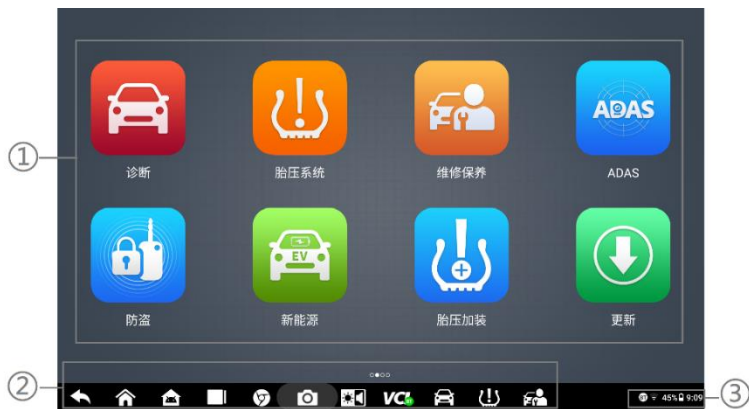 ①
诊断
胎压系统
维修保养
ADAS
ADAS
防盗
EV
新能源
胎压加装
更新
②
VCI
45% 9:09
③